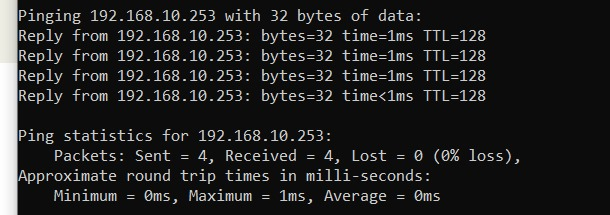 Pinging 192.168.10.253 with 32 bytes of data:
Reply from 192.168.10.253: bytes=32 time=1ms TTL=128
Reply from 192.168.10.253: bytes=32 time=1ms TTL=128
Reply from 192.168.10.253: bytes=32 time=1ms TTL=128
Reply from 192.168.10.253: bytes=32 time<1ms TTL=128
Ping statistics for 192.168.10.253:
    Packets: Sent = 4, Received = 4, Lost = 0 (0% loss),
Approximate round trip times in milli-seconds:
    Minimum = 0ms, Maximum = 1ms, Average = 0ms